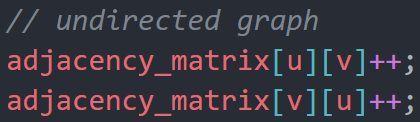 // undirected graph
adjacency_matrix[u][v]++;
adjacency_matrix[v][u]++;